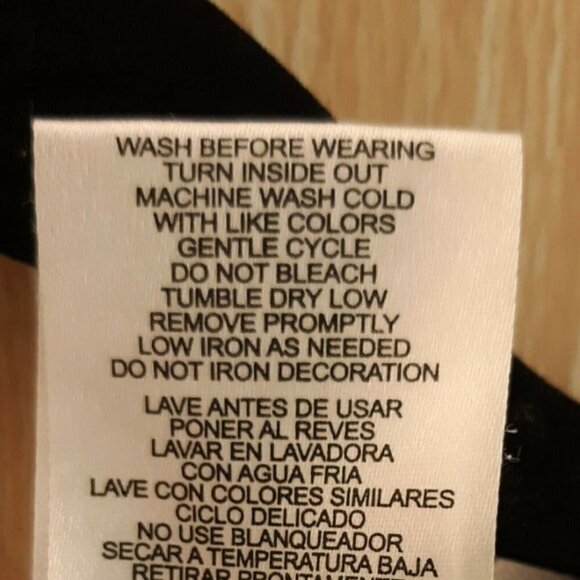 WASH BEFORE WEARING
TURN INSIDE OUT
MACHINE WASH COLD
WITH LIKE COLORS
GENTLE CYCLE
DO NOT BLEACH
TUMBLE DRY LOW
REMOVE PROMPTLY
LOW IRON AS NEEDED
DO NOT IRON DECORATION
LAVE ANTES DE USAR
PONER AL REVES
LAVAR EN LAVADORA
CON AGUA FRIA
LAVE CON COLORES SIMILARES
CICLO DELICADO
NO USE BLANQUEADOR
SECAR A TEMPERATURA BAJA
RETIRAR PRONTAMENTE